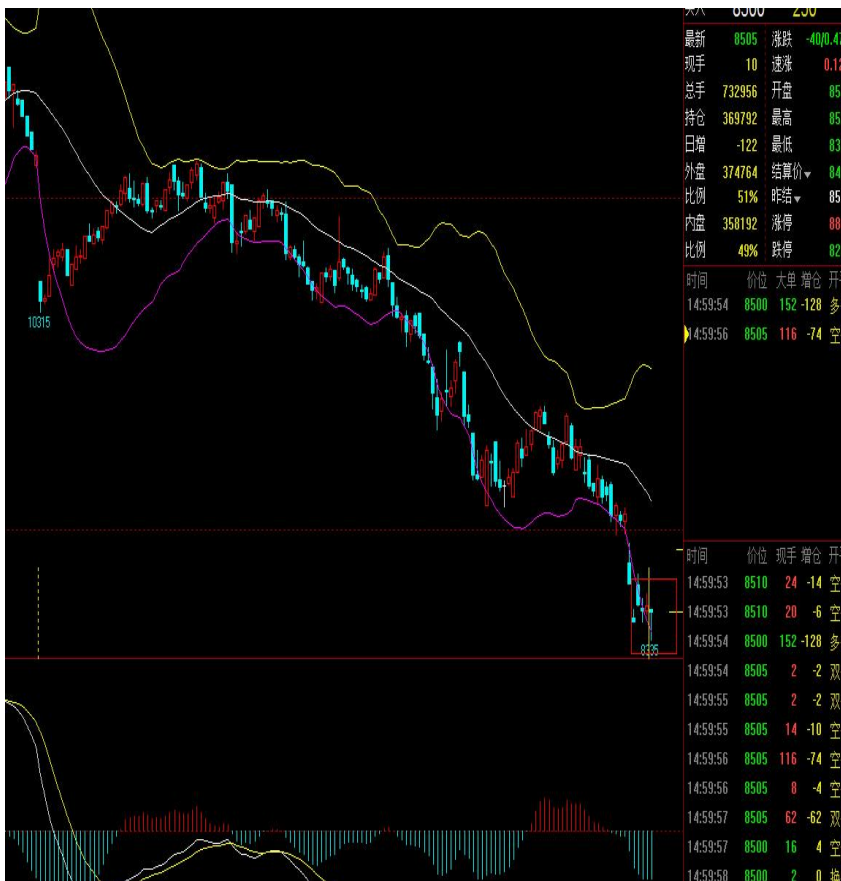 8500 250
最新 8505 涨跌 -40/0.47
现手 10 速涨 0.12
总手 732956 开盘 85
持仓 369792 最高 85
日增 -122 最低 83
外盘 374764 结算价 84
比例 51% 昨结 85
内盘 358192 涨停 88
比例 49% 跌停 82
时间 价位 大单 增仓 开
14:59:54 8500 152 -128 多
14:59:56 8505 116 -74 空
10315
时间 价位 现手 增仓 开
14:59:53 8510 24 -14 空
14:59:53 8510 20 -6 空
14:59:54 8500 152 -128 多
14:59:54 8505 2 -2 双
14:59:55 8505 2 -2 双
14:59:55 8505 14 -10 空
14:59:56 8505 116 -74 空
14:59:56 8505 8 -4 空
14:59:57 8505 62 -62 双
14:59:57 8500 16 4 空
14:59:58 8500 2 0 换